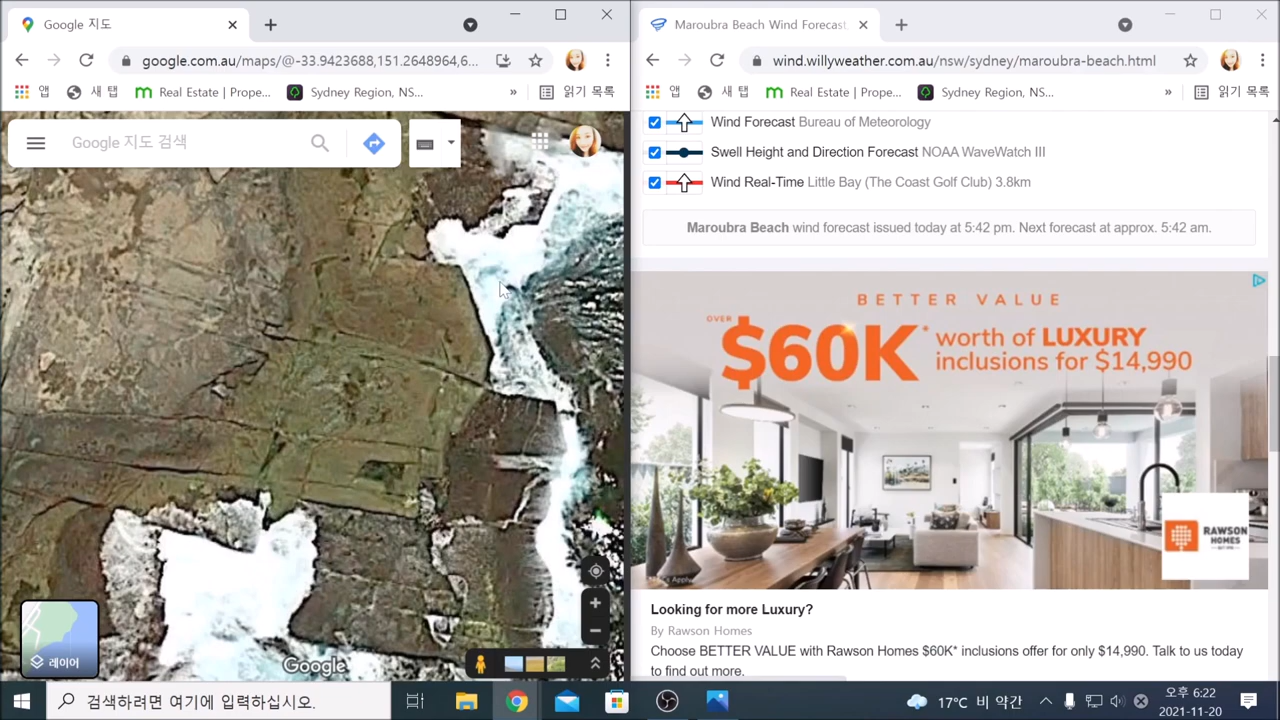 Google 지도
google.com.au/maps/@-33.9423688,151.2648964,6...
앱
새 탭
Real Estate | Prope...
Sydney Region, NS...
»
읽기 목록
Google 지도 검색
레이어
Google
Maroubra Beach Wind Forecast
wind.willyweather.com.au/nsw/sydney/maroubra-beach.html
앱
새 탭
Real Estate | Prope...
Sydney Region, NS...
»
읽기 목록
Wind Forecast Bureau of Meteorology
Swell Height and Direction Forecast NOAA WaveWatch III
Wind Real-Time Little Bay (The Coast Golf Club) 3.8km
Maroubra Beach wind forecast issued today at 5:42 pm. Next forecast at approx. 5:42 am.
BETTER VALUE
OVER
$60K* worth of LUXURY
inclusions for $14,990
RAWSON
HOMES
Looking for more Luxury?
By Rawson Homes
Choose BETTER VALUE with Rawson Homes $60K* inclusions offer for only $14,990. Talk to us today
to find out more.
검색하려면 여기에 입력하십시오.
17°C 비 약간
오후 6:22
2021-11-20